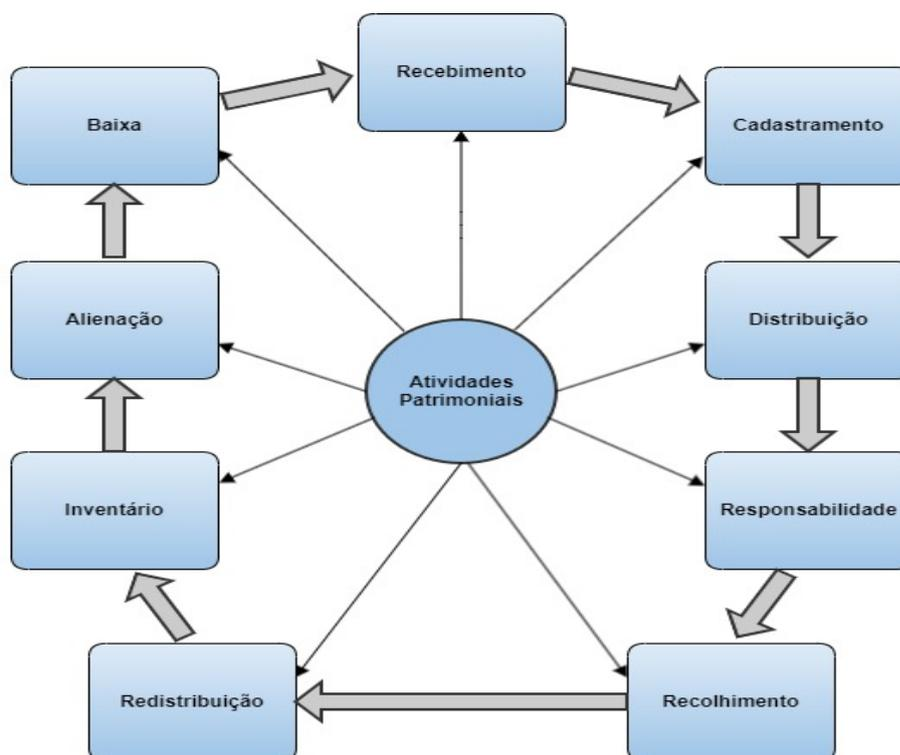 Recebimento
Baixa
Cadastramento
Alienação
Distribuição
Atividades
Patrimoniais
Inventário
Responsabilidade
Redistribuição
Recolhimento